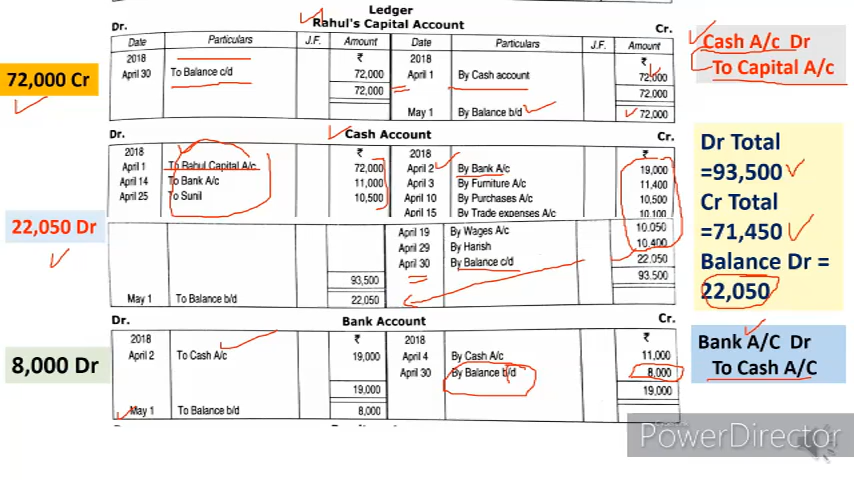 Ledger
Rahul's Capital Account
Dr. Cr.
Date Particulars J.F. Amount Date Particulars J.F. Amount
2018 ₹ 2018 ₹
April 30 To Balance c/d 72,000 April 1 By Cash account 72,000
72,000 72,000
May 1 By Balance b/d 72,000
Dr. Cash Account Cr.
2018 ₹ 2018 ₹
April 1 To Rahul Capital A/c 72,000 April 2 By Bank A/c 19,000
April 14 To Bank A/c 11,000 April 3 By Furniture A/c 11,400
April 25 To Sunil 10,500 April 10 By Purchases A/c 10,500
April 15 By Trade expenses A/c 10,100
April 19 By Wages A/c 10,050
April 29 By Harish 10,400
April 30 By Balance c/d 22,050
93,500 93,500
May 1 To Balance b/d 22,050
Dr. Bank Account Cr.
2018 ₹ 2018 ₹
April 2 To Cash A/c 19,000 April 4 By Cash A/c 11,000
April 30 By Balance b/d 8,000
19,000 19,000
May 1 To Balance b/d 8,000
72,000 Cr
22,050 Dr
8,000 Dr
Cash A/c Dr
To Capital A/c
Dr Total
=93,500
Cr Total
=71,450
Balance Dr =
22,050
Bank A/C Dr
To Cash A/C
PowerDirector